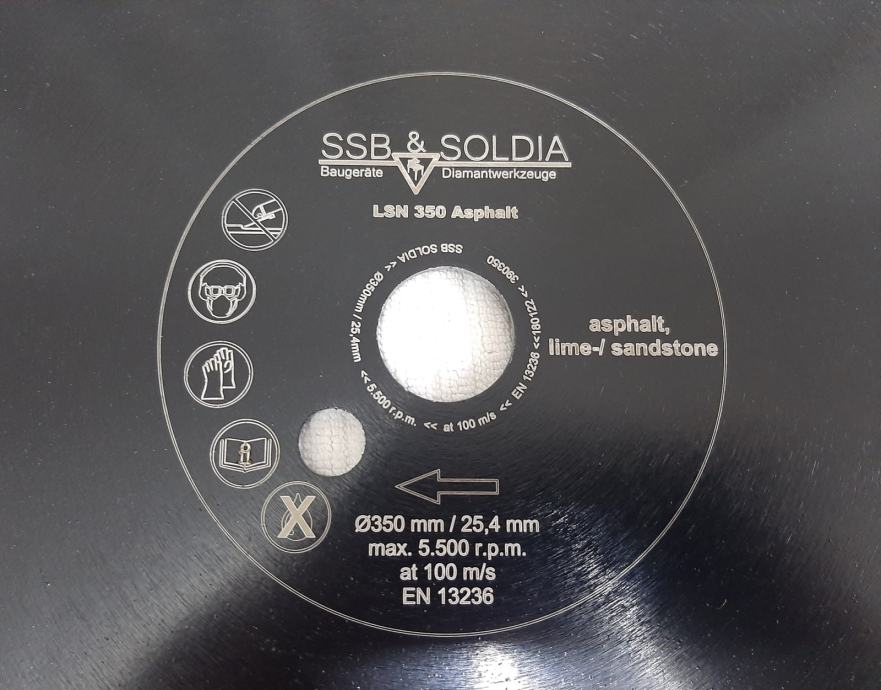 SSB & SOLDIA
Baugeräte Diamantwerkzeuge
LSN 350 Asphalt
SSB SOLDIA << Ø350mm / 25,4mm << 5.500 r.p.m. << at 100 m/s << EN 13236 <<180122 << 390350
asphalt,
lime-/ sandstone
i
X
Ø350 mm / 25,4 mm
max. 5.500 r.p.m.
at 100 m/s
EN 13236